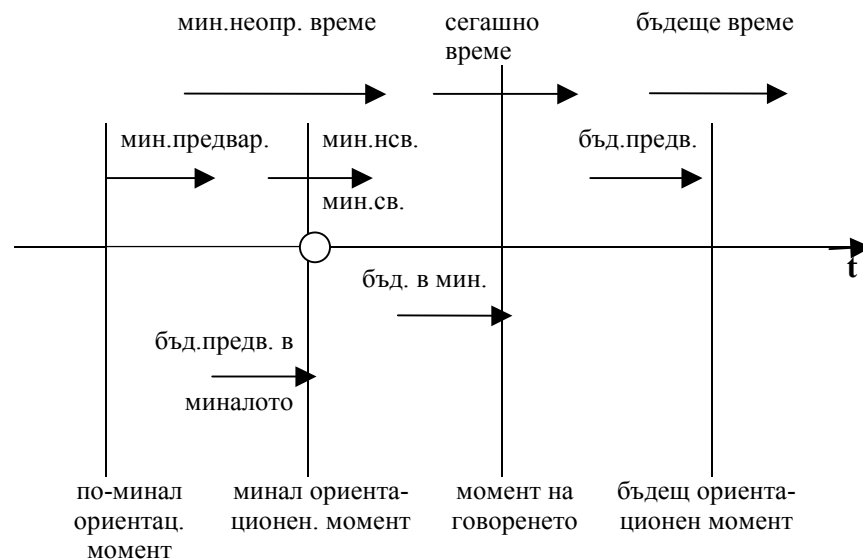 мин.неопр. време
сегашно
време
бъдеще време
мин.предвар.
мин.нсв.
бъд.предв.
мин.св.
t
бъд. в мин.
бъд.предв. в
миналото
по-минал
ориентац.
момент
минал ориента-
ционен. момент
момент на
говоренето
бъдещ ориента-
ционен момент